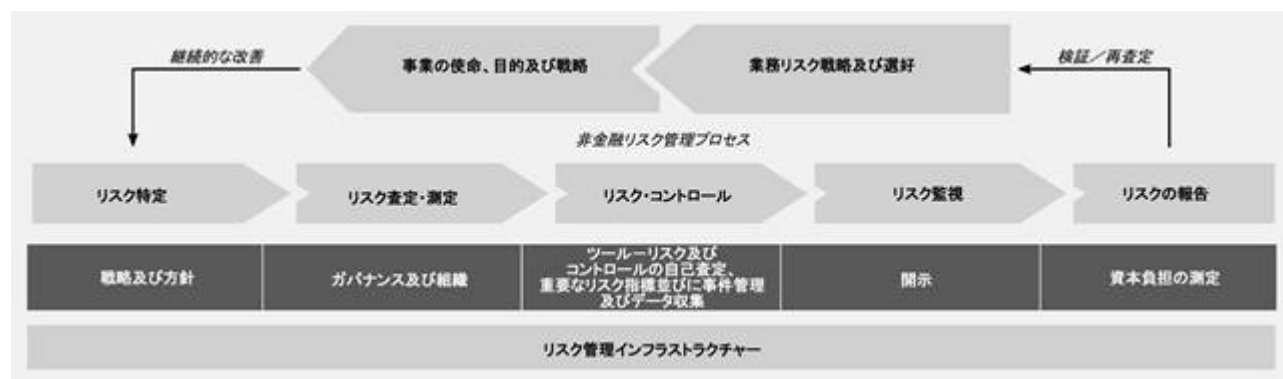 継続的な改善
事業の使命、目的及び戦略
業務リスク戦略及び選好
検証／再査定
非金融リスク管理プロセス
リスク特定
リスク査定・測定
リスク・コントロール
リスク監視
リスクの報告
戦略及び方針
ガバナンス及び組織
ツールーリスク及び
コントロールの自己査定、
重要なリスク指標並びに事件管理
及びデータ収集
開示
資本負担の測定
リスク管理インフラストラクチャー